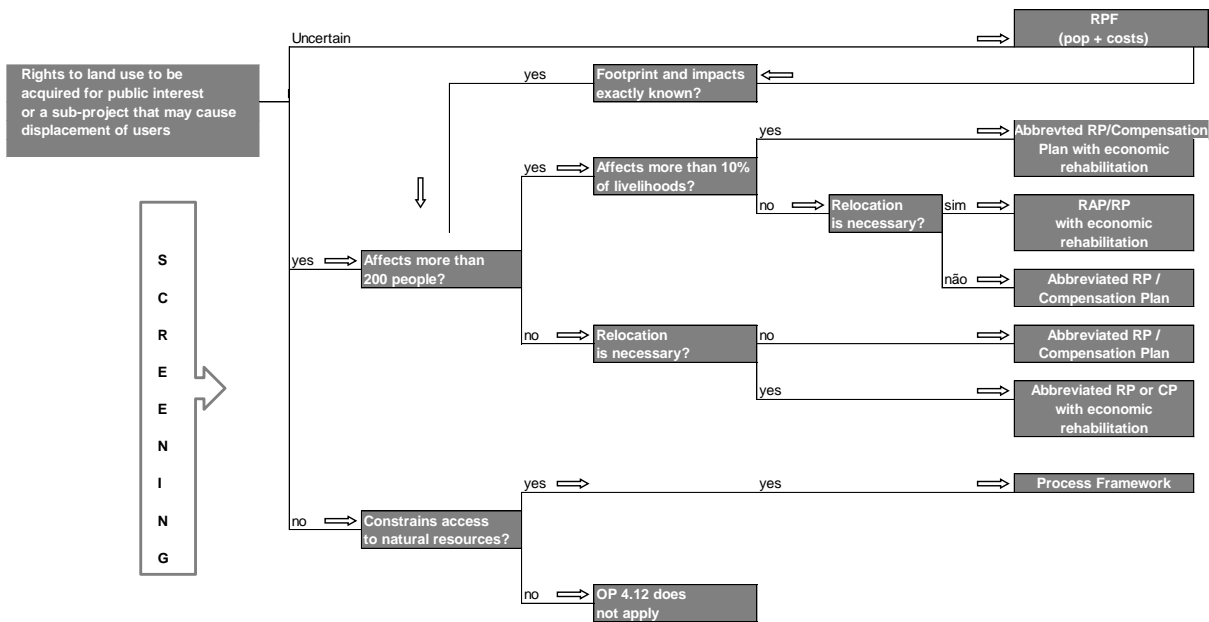 Uncertain
RPF
(pop + costs)
Rights to land use to be
acquired for public interest
or a sub-project that may cause
displacement of users
yes
Footprint and impacts
exactly known?
yes
Abbrevted RP/Compensation
Plan with economic
rehabilitation
yes
Affects more than 10%
of livelihoods?
no
Relocation
is necessary?
sim
RAP/RP
with economic
rehabilitation
não
Abbreviated RP /
Compensation Plan
yes
Affects more than
200 people?
no
Relocation
is necessary?
no
Abbreviated RP /
Compensation Plan
yes
Abbreviated RP or CP
with economic
rehabilitation
S
C
R
E
E
N
I
N
G
no
Constrains access
to natural resources?
yes
yes
Process Framework
no
OP 4.12 does
not apply